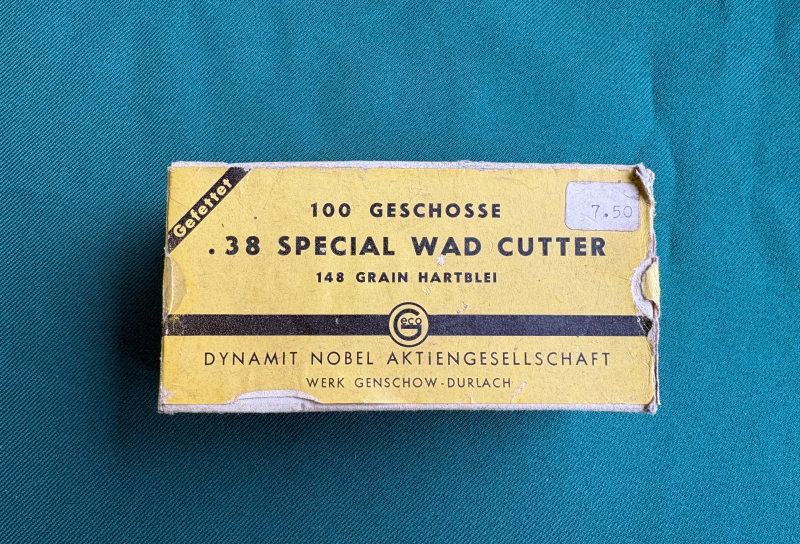 Gefettet
100 GESCHOSSE
7.50
.38 SPECIAL WAD CUTTER
148 GRAIN HARTBLEI
Geco
DYNAMIT NOBEL AKTIENGESELLSCHAFT
WERK GENSCHOW-DURLACH